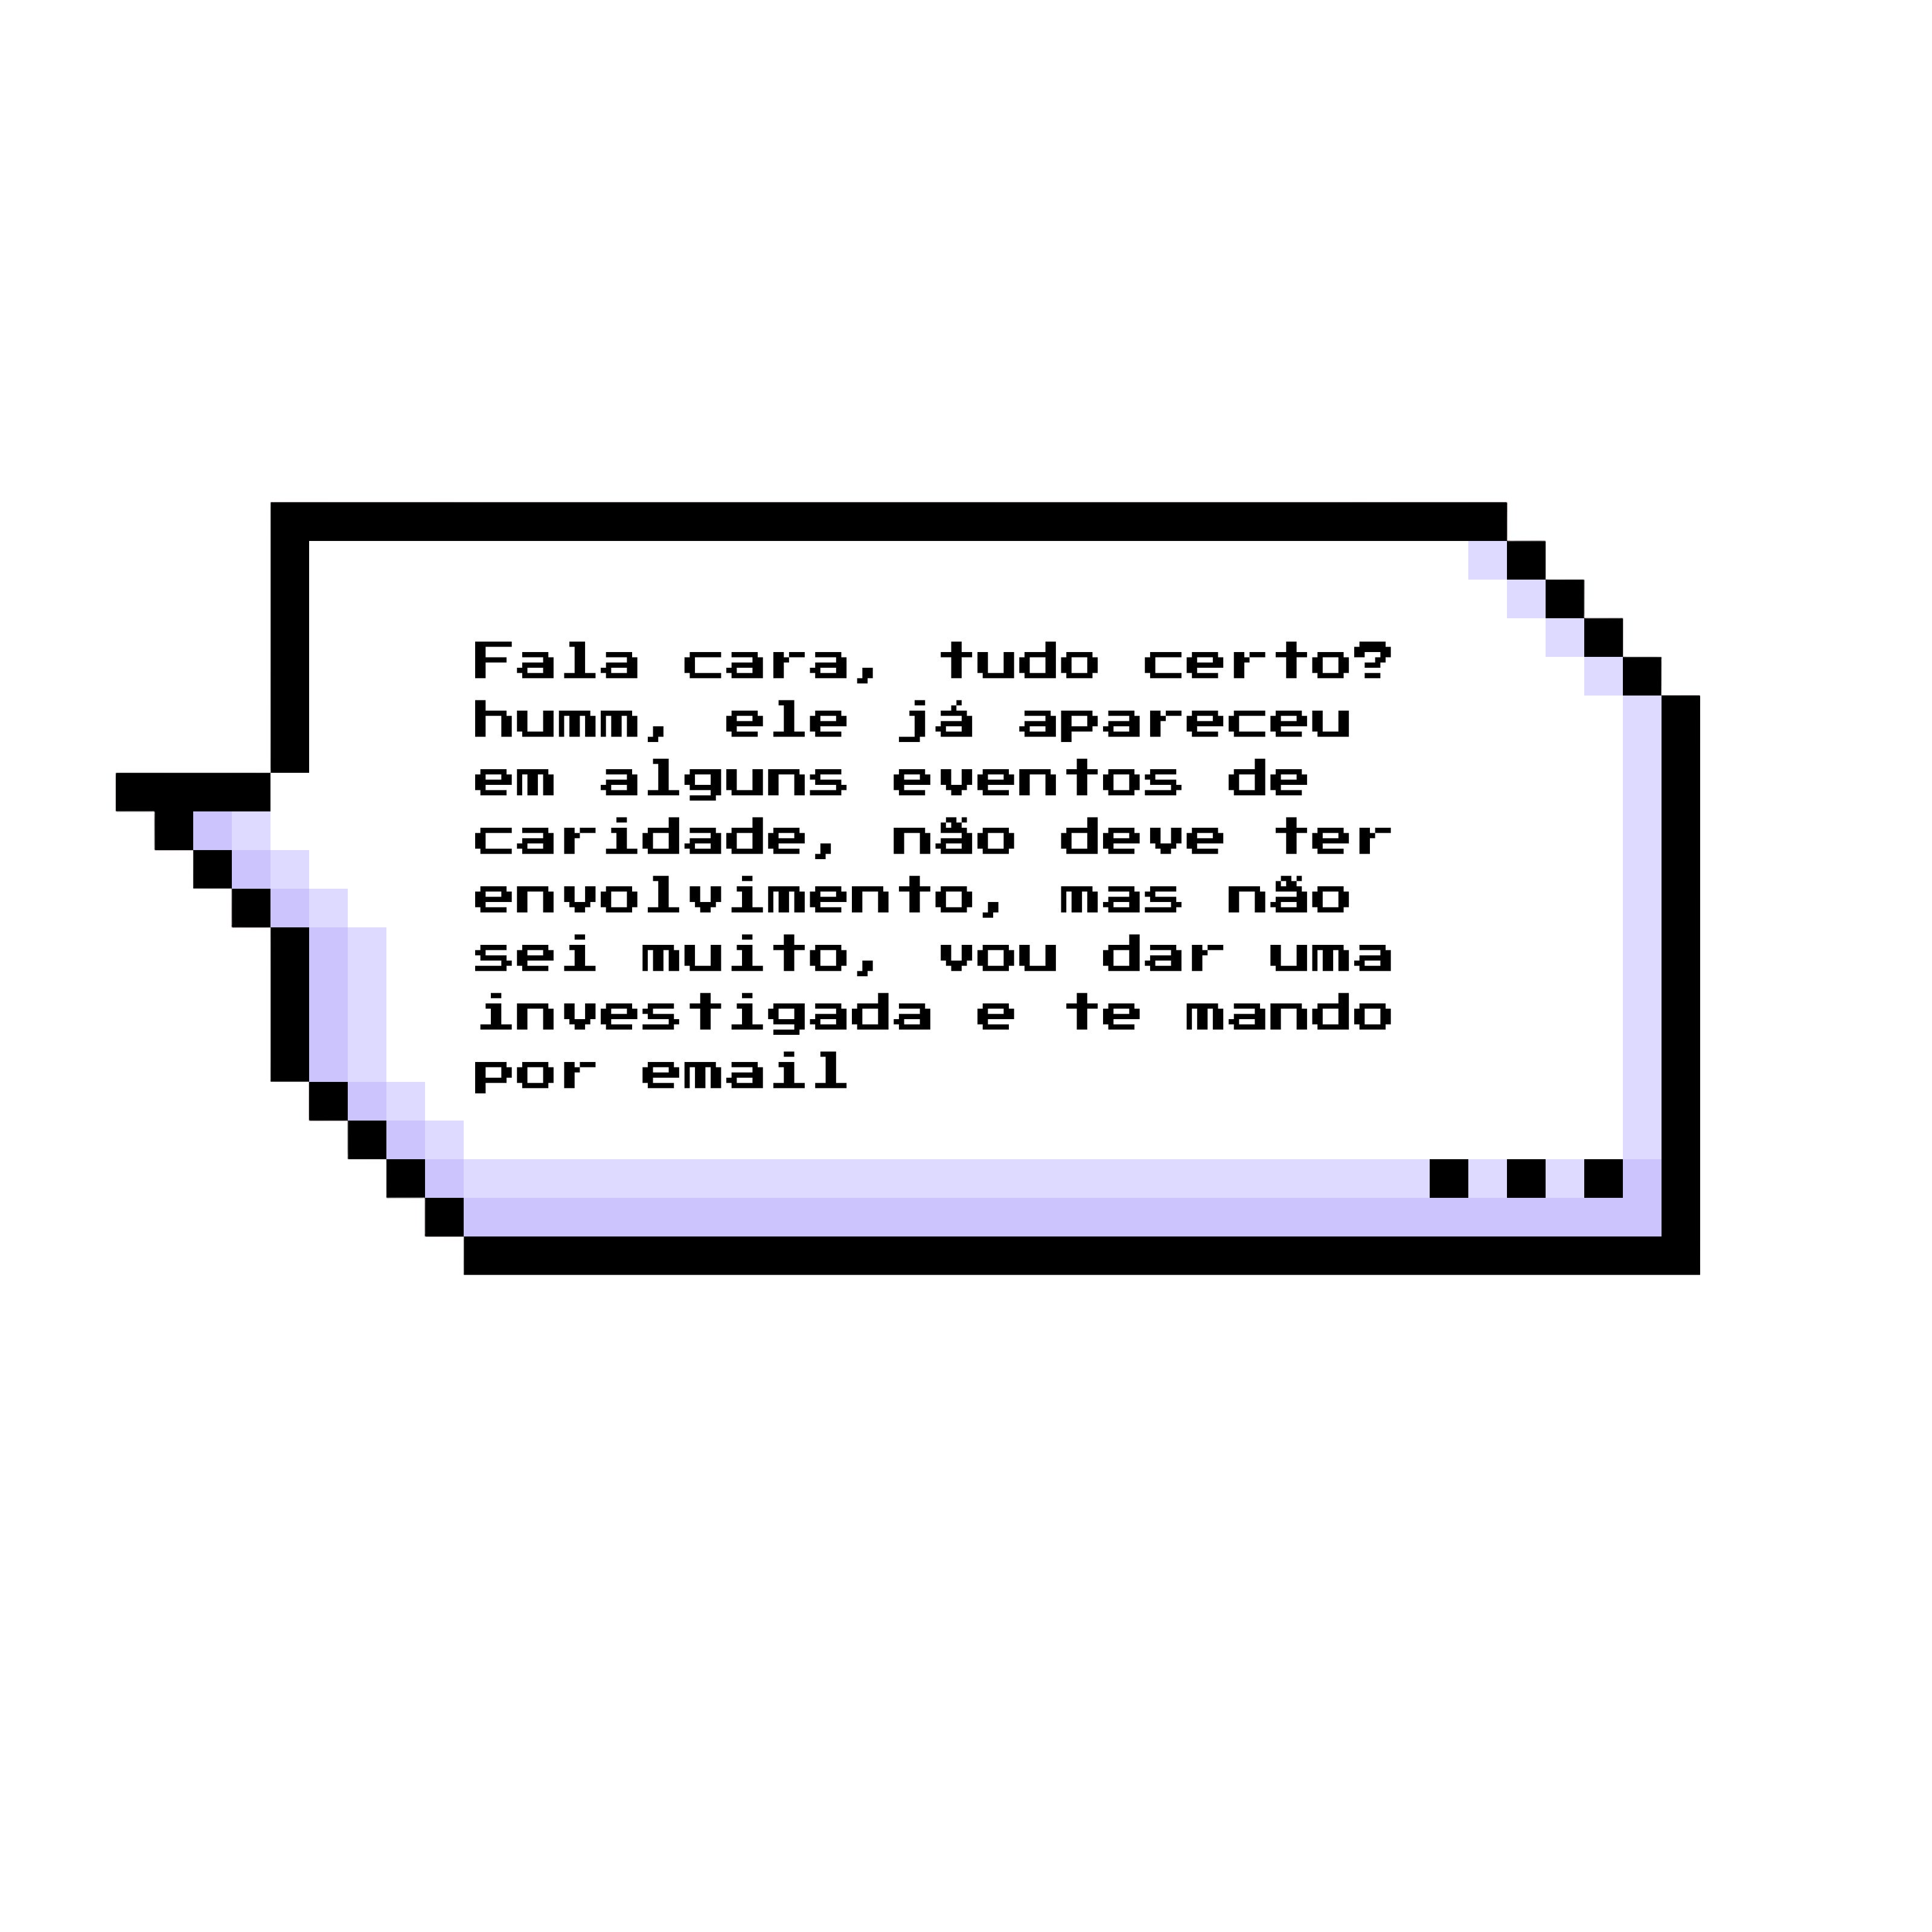 Fala cara, tudo certo?
humm, ele já apareceu
em alguns eventos de
caridade, não deve ter
envolvimento, mas não
sei muito, vou dar uma
investigada e te mando
por email